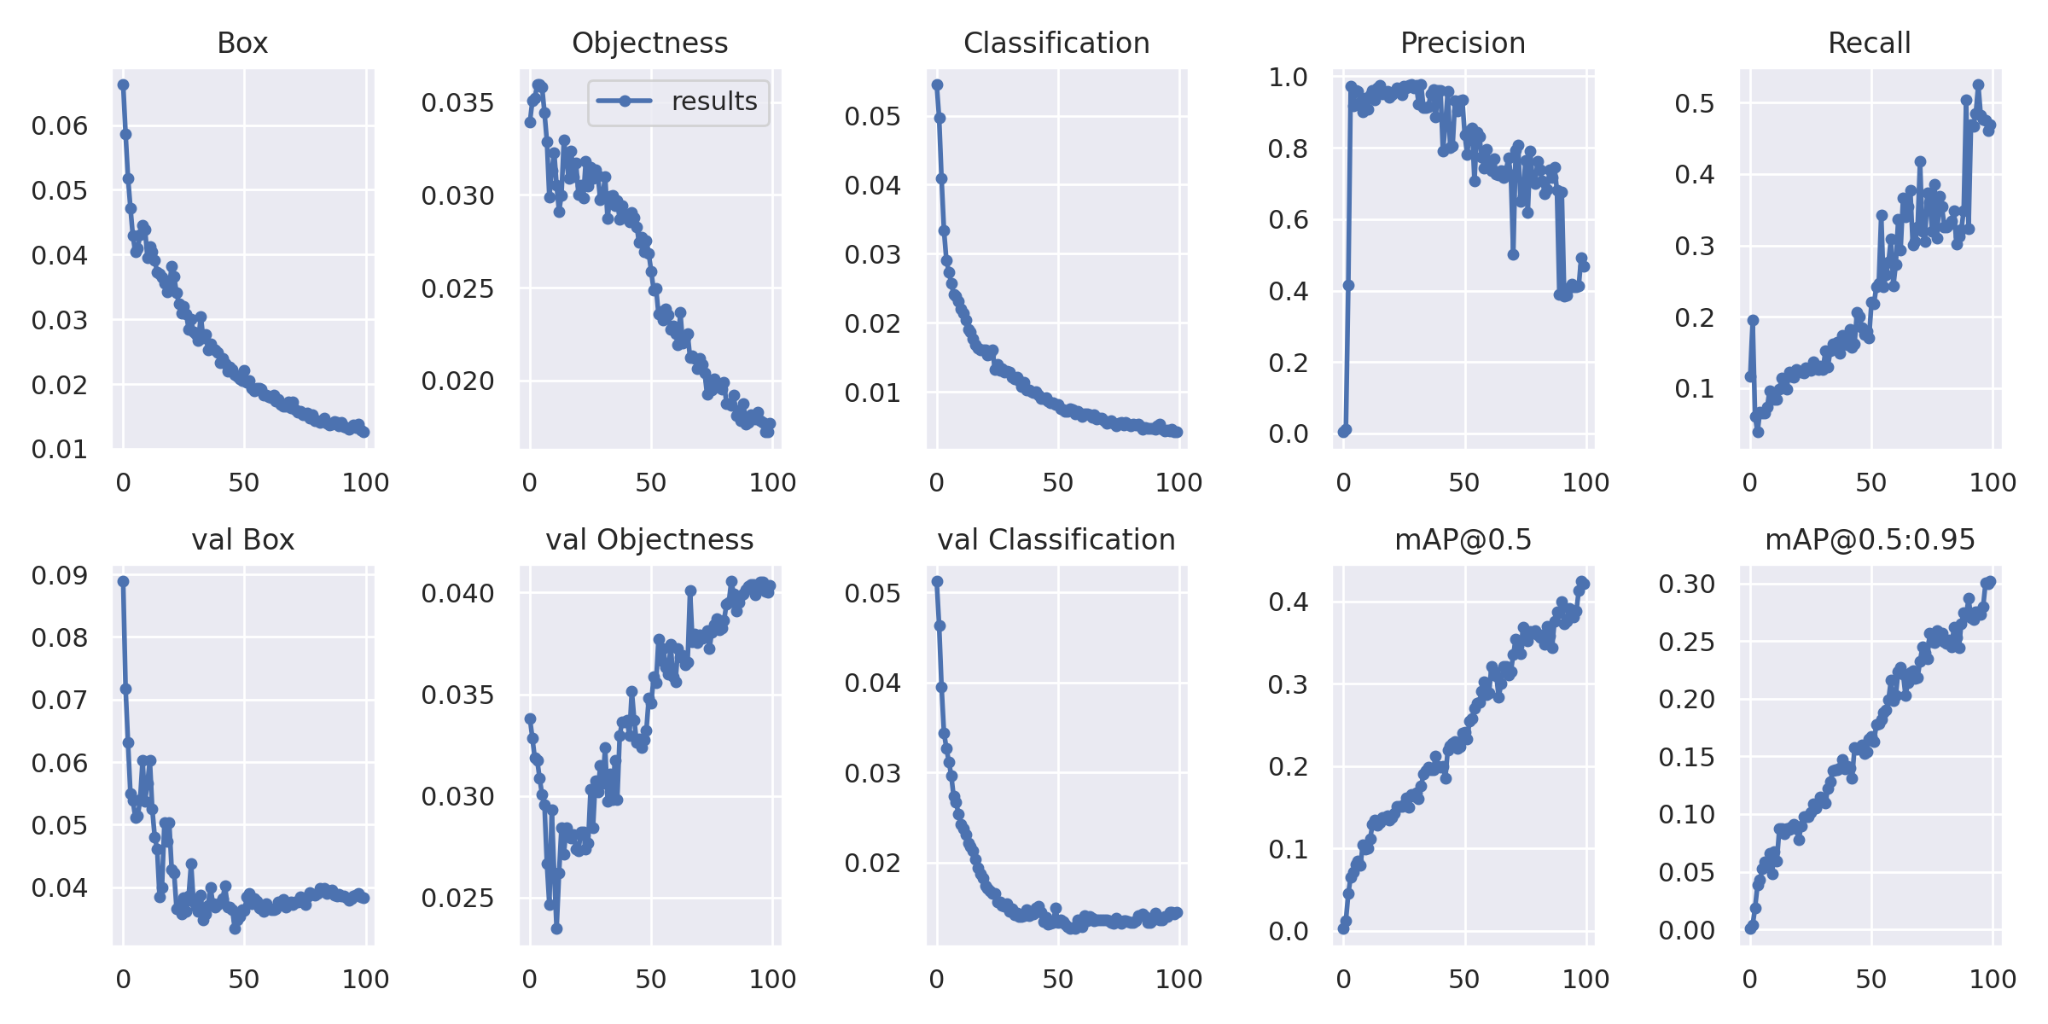 Box
Objectness
Classification
Precision
Recall
results
0.06
0.05
0.04
0.03
0.02
0.01
0 50 100
0.035
0.030
0.025
0.020
0 50 100
0.05
0.04
0.03
0.02
0.01
0 50 100
1.0
0.8
0.6
0.4
0.2
0.0
0 50 100
0.5
0.4
0.3
0.2
0.1
0 50 100
val Box
val Objectness
val Classification
mAP@0.5
mAP@0.5:0.95
0.09
0.08
0.07
0.06
0.05
0.04
0 50 100
0.040
0.035
0.030
0.025
0 50 100
0.05
0.04
0.03
0.02
0 50 100
0.4
0.3
0.2
0.1
0.0
0 50 100
0.30
0.25
0.20
0.15
0.10
0.05
0.00
0 50 100